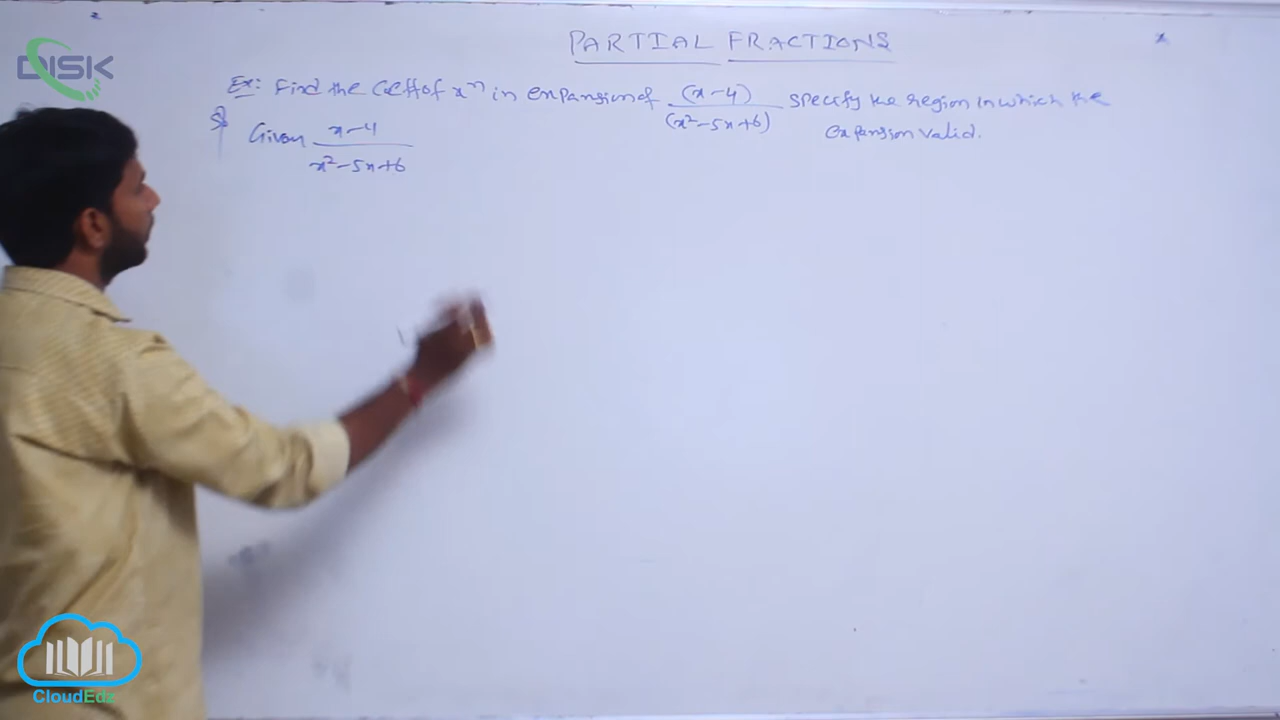 PARTIAL FRACTIONS
DISK
Ex: Find the Coeff of xⁿ in expansion of (x-4)/(x²-5x+6) specify the region in which the
expansion valid.
Sol Given x-4/x²-5x+6
CloudEdz